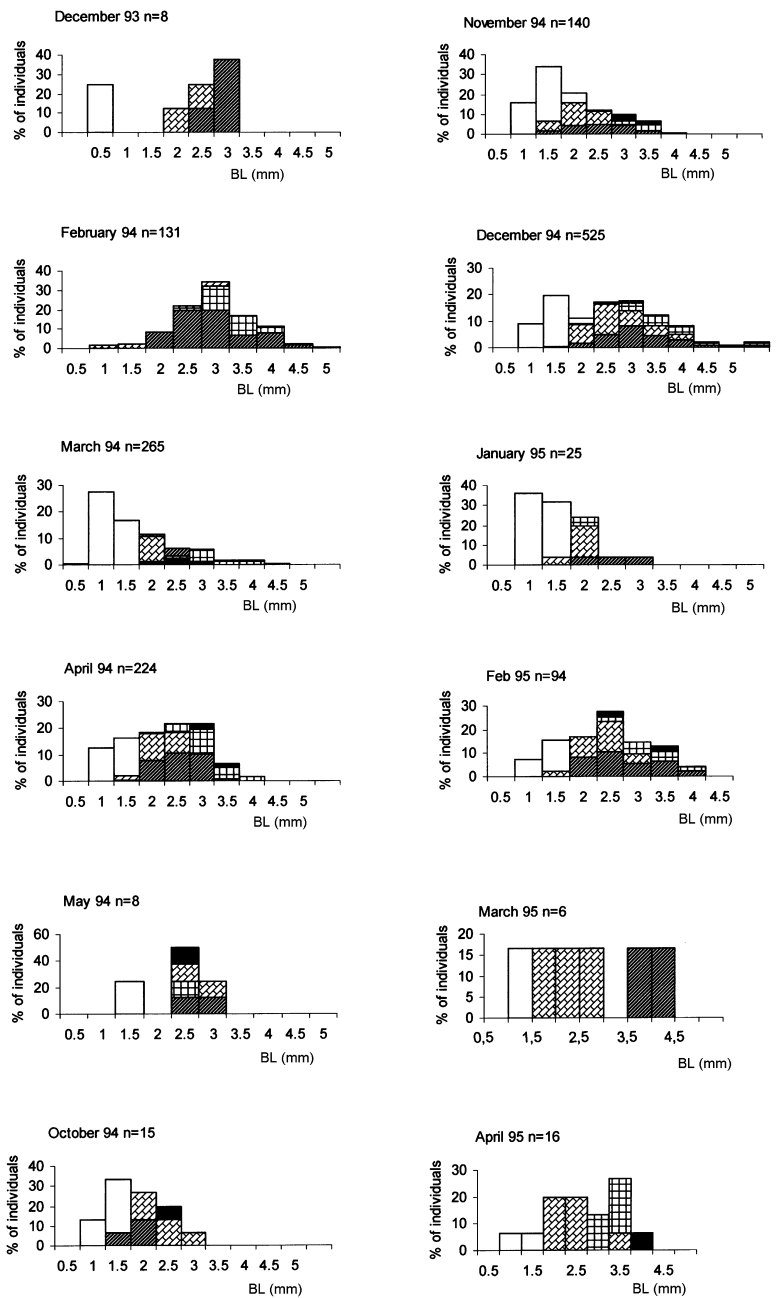 December 93 n=8
% of individuals
40
30
20
10
0
0.5 1 1.5 2 2.5 3 3.5 4 4.5 5
BL (mm)
November 94 n=140
% of individuals
40
30
20
10
0
0.5 1 1.5 2 2.5 3 3.5 4 4.5 5
BL (mm)
February 94 n=131
% of individuals
40
30
20
10
0
0.5 1 1.5 2 2.5 3 3.5 4 4.5 5
BL (mm)
December 94 n=525
% of individuals
30
20
10
0
0.5 1 1.5 2 2.5 3 3.5 4 4.5 5
BL (mm)
March 94 n=265
% of individuals
30
20
10
0
0.5 1 1.5 2 2.5 3 3.5 4 4.5 5
BL (mm)
January 95 n=25
% of individuals
40
30
20
10
0
0.5 1 1.5 2 2.5 3 3.5 4 4.5 5
BL (mm)
April 94 n=224
% of individuals
30
20
10
0
0.5 1 1.5 2 2.5 3 3.5 4 4.5 5
BL (mm)
Feb 95 n=94
% of individuals
30
20
10
0
0.5 1 1.5 2 2.5 3 3.5 4 4.5
BL (mm)
May 94 n=8
% of individuals
60
40
20
0
0.5 1 1.5 2 2.5 3 3.5 4 4.5 5
BL (mm)
March 95 n=6
% of individuals
20
15
10
5
0
0,5 1,5 2,5 3,5 4,5
BL (mm)
October 94 n=15
% of individuals
40
30
20
10
0
0.5 1 1.5 2 2.5 3 3.5 4 4.5 5
BL (mm)
April 95 n=16
% of individuals
30
20
10
0
0.5 1.5 2.5 3.5 4.5
BL (mm)